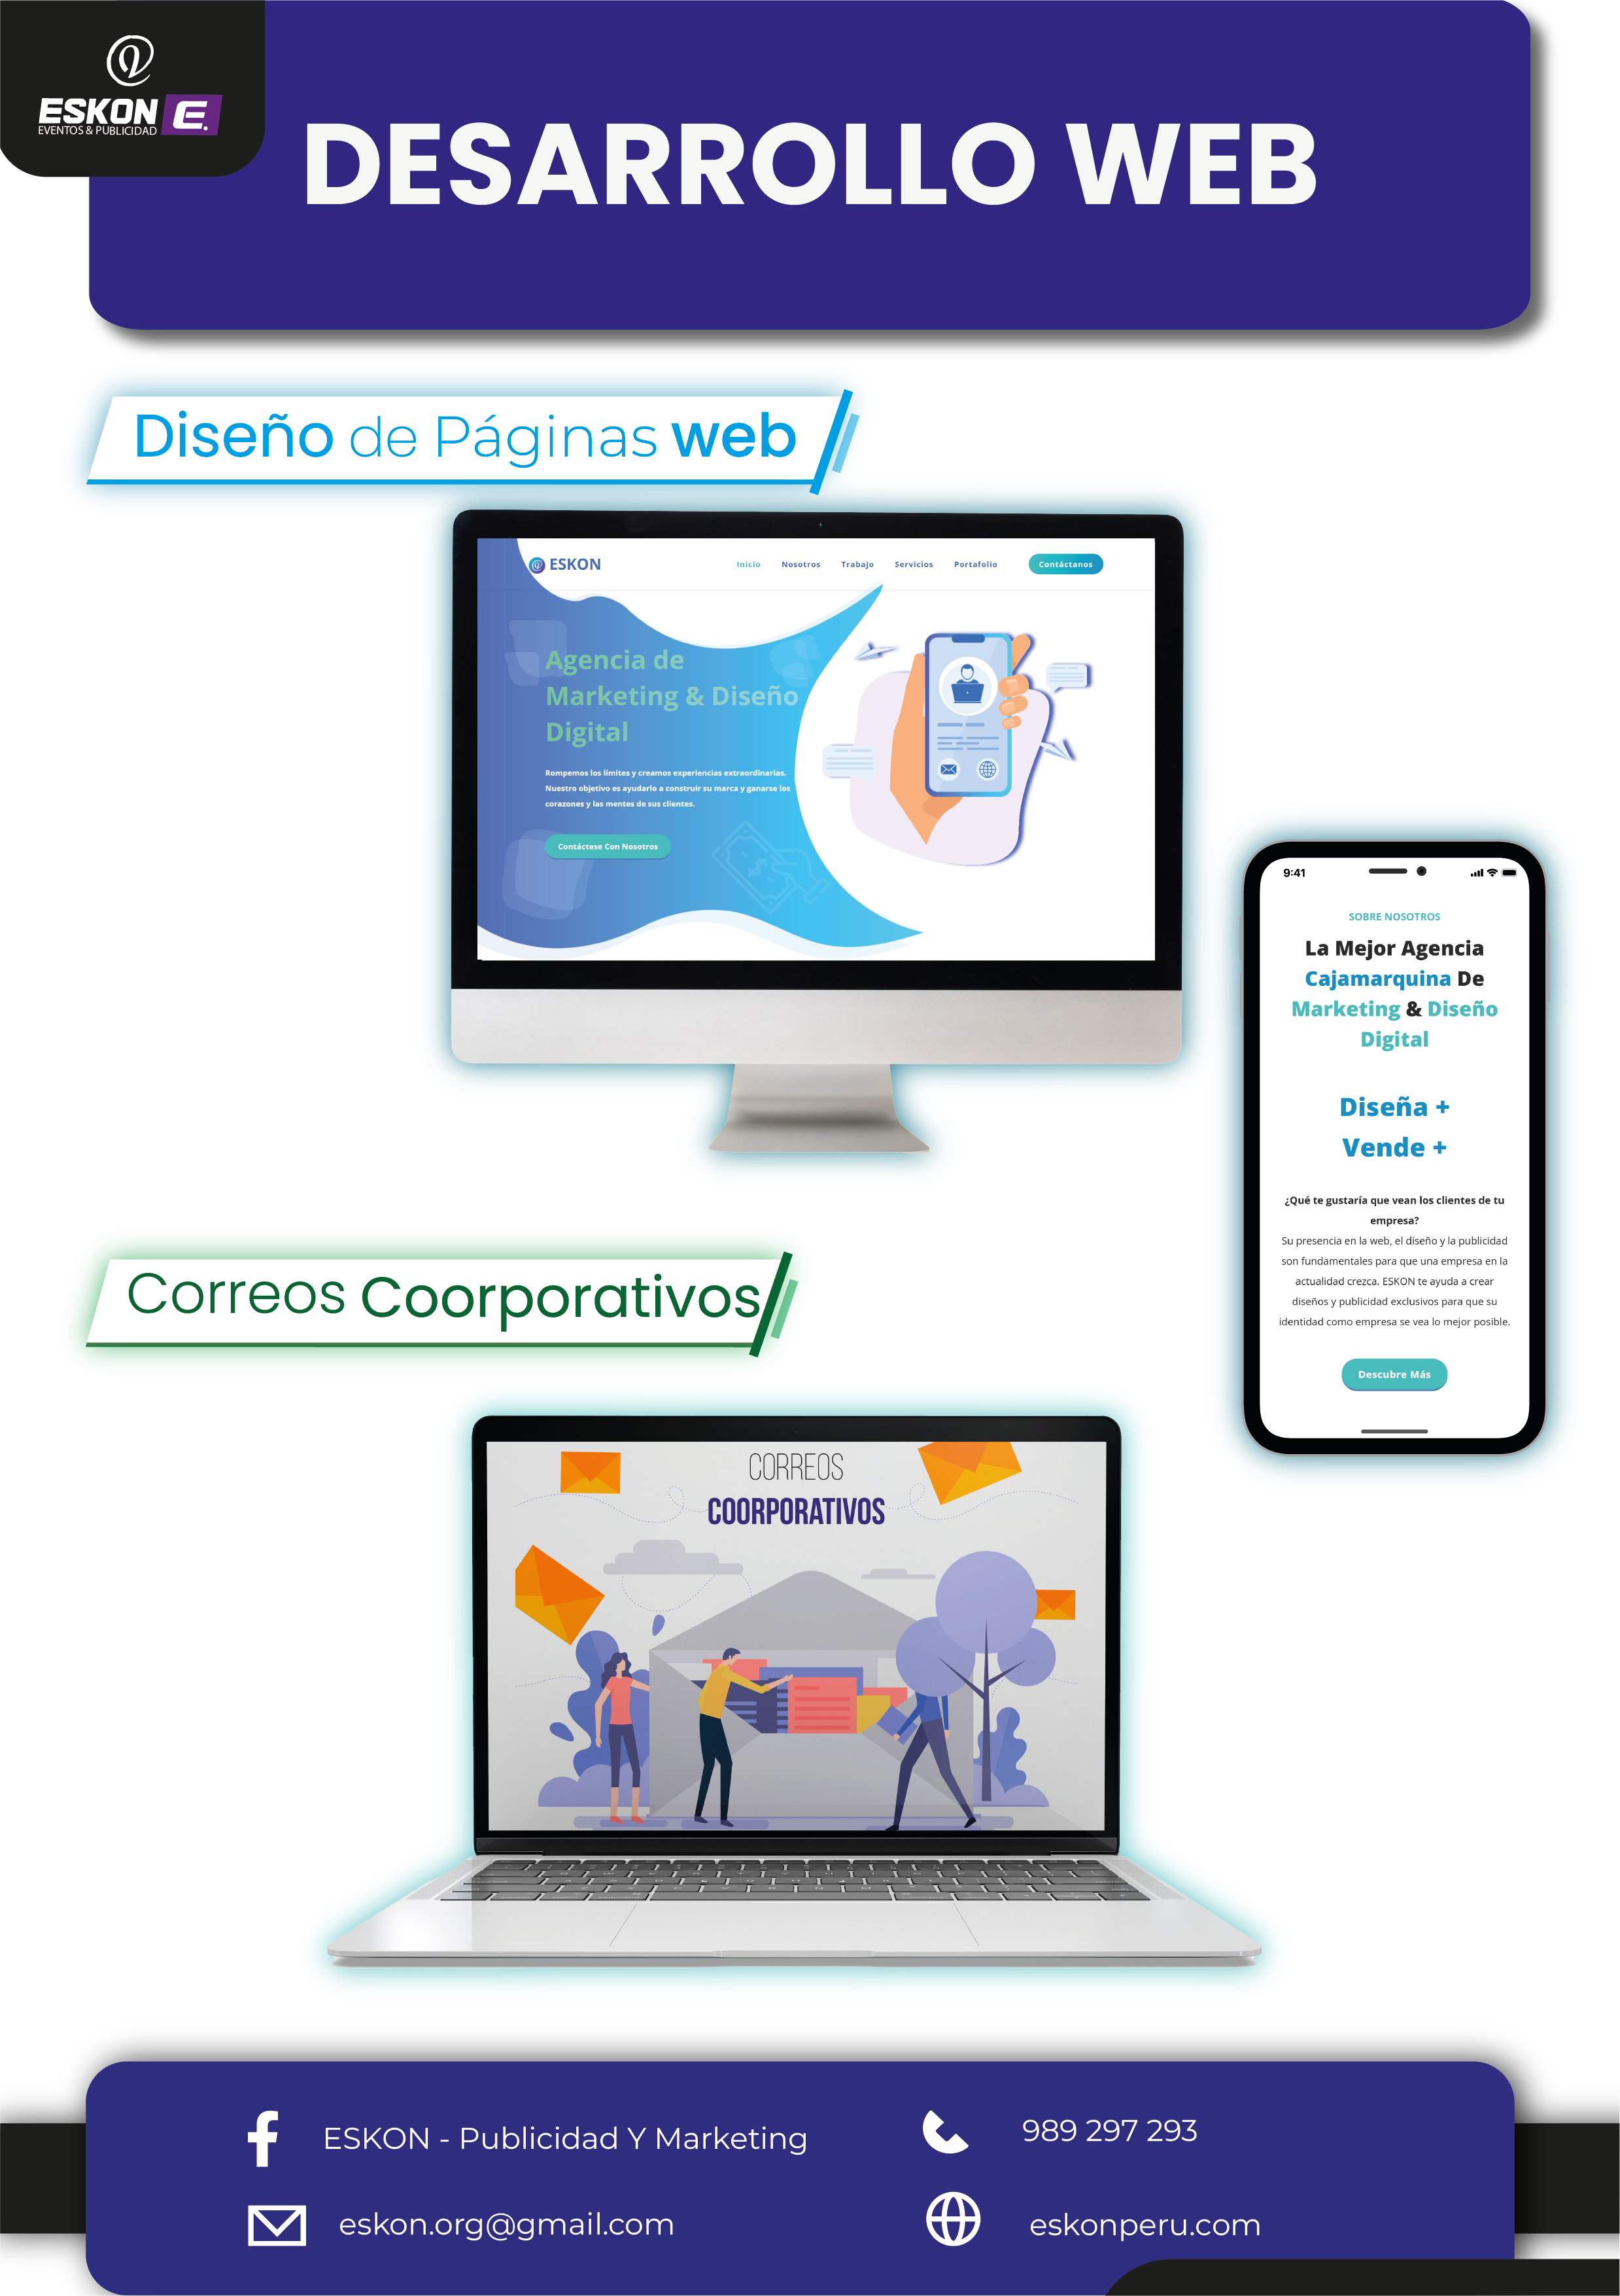 ESKON E.
EVENTOS & PUBLICIDAD
DESARROLLO WEB
Diseño de Páginas web
ESKON
Inicio Nosotros Trabajo Servicios Portafolio Contáctanos
Agencia de
Marketing & Diseño
Digital
Rompemos los límites y creamos experiencias extraordinarias.
Nuestro objetivo es ayudarlo a construir su marca y ganarse los
corazones y las mentes de sus clientes.
Contáctese Con Nosotros
9:41
SOBRE NOSOTROS
La Mejor Agencia
Cajamarquina De
Marketing & Diseño
Digital
Diseña +
Vende +
¿Qué te gustaría que vean los clientes de tu
empresa?
Su presencia en la web, el diseño y la publicidad
son fundamentales para que una empresa en la
actualidad crezca. ESKON te ayuda a crear
diseños y publicidad exclusivos para que su
identidad como empresa se vea lo mejor posible.
Descubre Más
Correos Coorporativos
CORREOS
COORPORATIVOS
ESKON - Publicidad Y Marketing
989 297 293
eskon.org@gmail.com
eskonperu.com